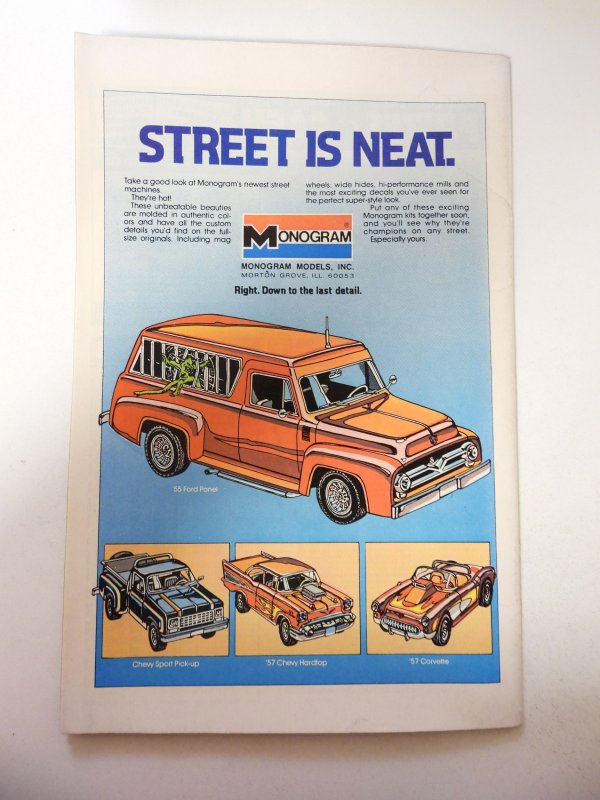 STREET IS NEAT.
Take a good look at Monogram's newest street
machines.
They're hot!
These unbeatable beauties
are molded in authentic col-
ors and have all the custom
details you'd find on the full-
size originals. Including mag
wheels, wide hides, hi-performance mills and
the most exciting decals you've ever seen for
the perfect super-style look.
Put any of these exciting
Monogram kits together soon,
and you'll see why they're
champions on any street.
Especially yours.
MONOGRAM®
MONOGRAM MODELS, INC.
MORTON GROVE, ILL. 60053
Right. Down to the last detail.
'55 Ford Panel
Chevy Sport Pick-up
'57 Chevy Hardtop
'57 Corvette